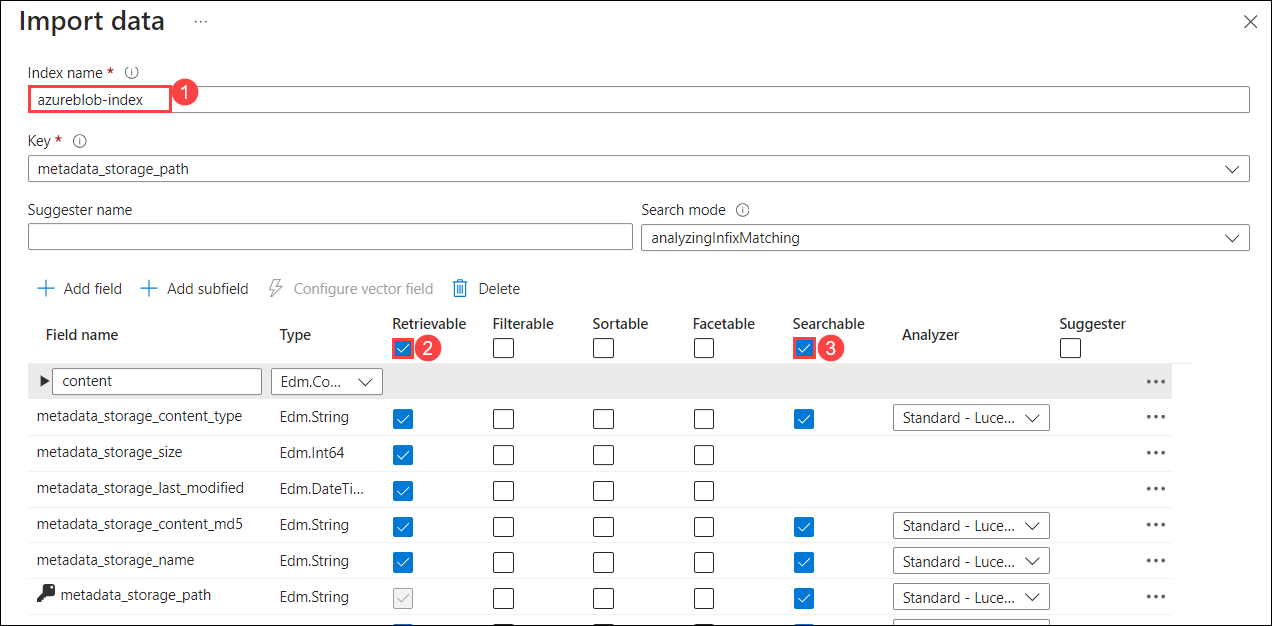 Import data ...
Index name *
azureblob-index 1
Key *
metadata_storage_path
Suggester name Search mode
analyzingInfixMatching
Add field Add subfield Configure vector field Delete
Field name Type Retrievable Filterable Sortable Facetable Searchable Analyzer Suggester
2 3
content Edm.Co...
metadata_storage_content_type Edm.String Standard - Luce...
metadata_storage_size Edm.Int64
metadata_storage_last_modified Edm.DateTi...
metadata_storage_content_md5 Edm.String Standard - Luce...
metadata_storage_name Edm.String Standard - Luce...
metadata_storage_path Edm.String Standard - Luce...